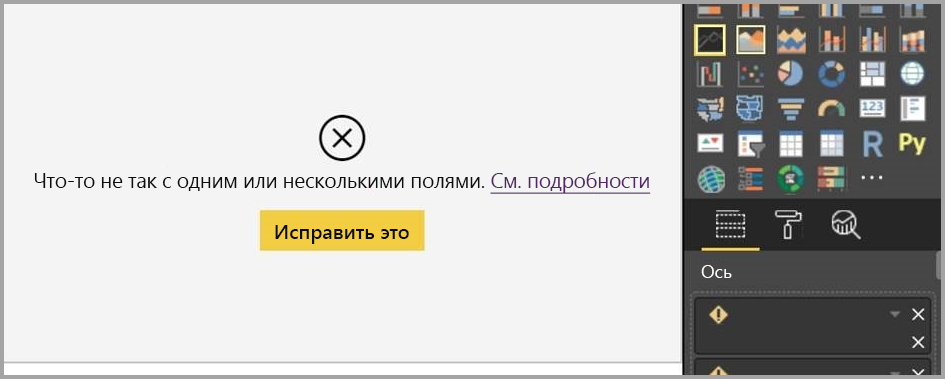 123
R
Py
Что-то не так с одним или несколькими полями. См. подробности
Исправить это
Ось